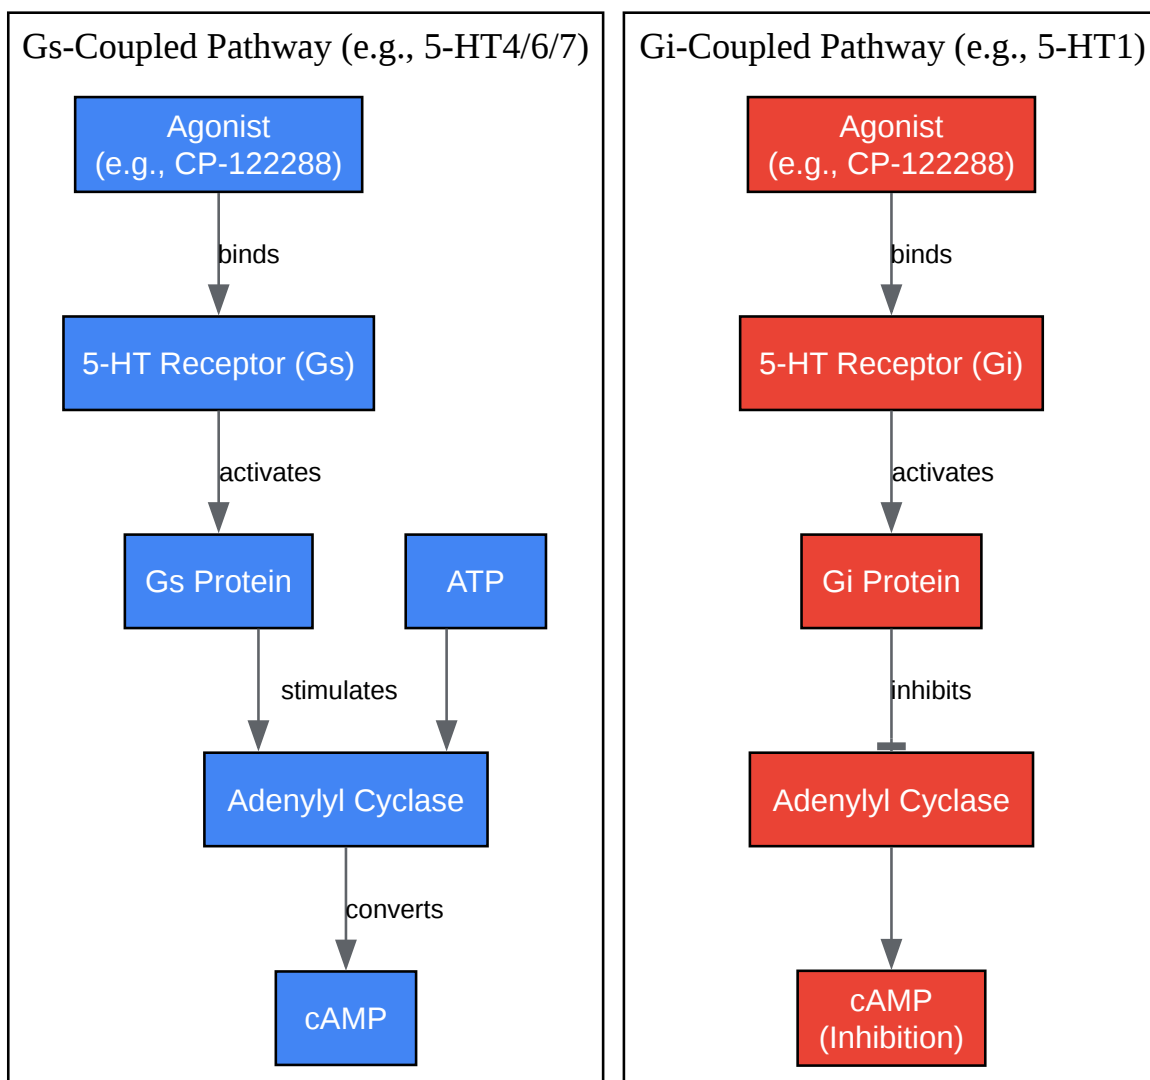 Gs-Coupled Pathway (e.g., 5-HT4/6/7)
Agonist
(e.g., CP-122288)
binds
5-HT Receptor (Gs)
activates
Gs Protein
ATP
stimulates
Adenylyl Cyclase
converts
cAMP
Gi-Coupled Pathway (e.g., 5-HT1)
Agonist
(e.g., CP-122288)
binds
5-HT Receptor (Gi)
activates
Gi Protein
inhibits
Adenylyl Cyclase
cAMP
(Inhibition)